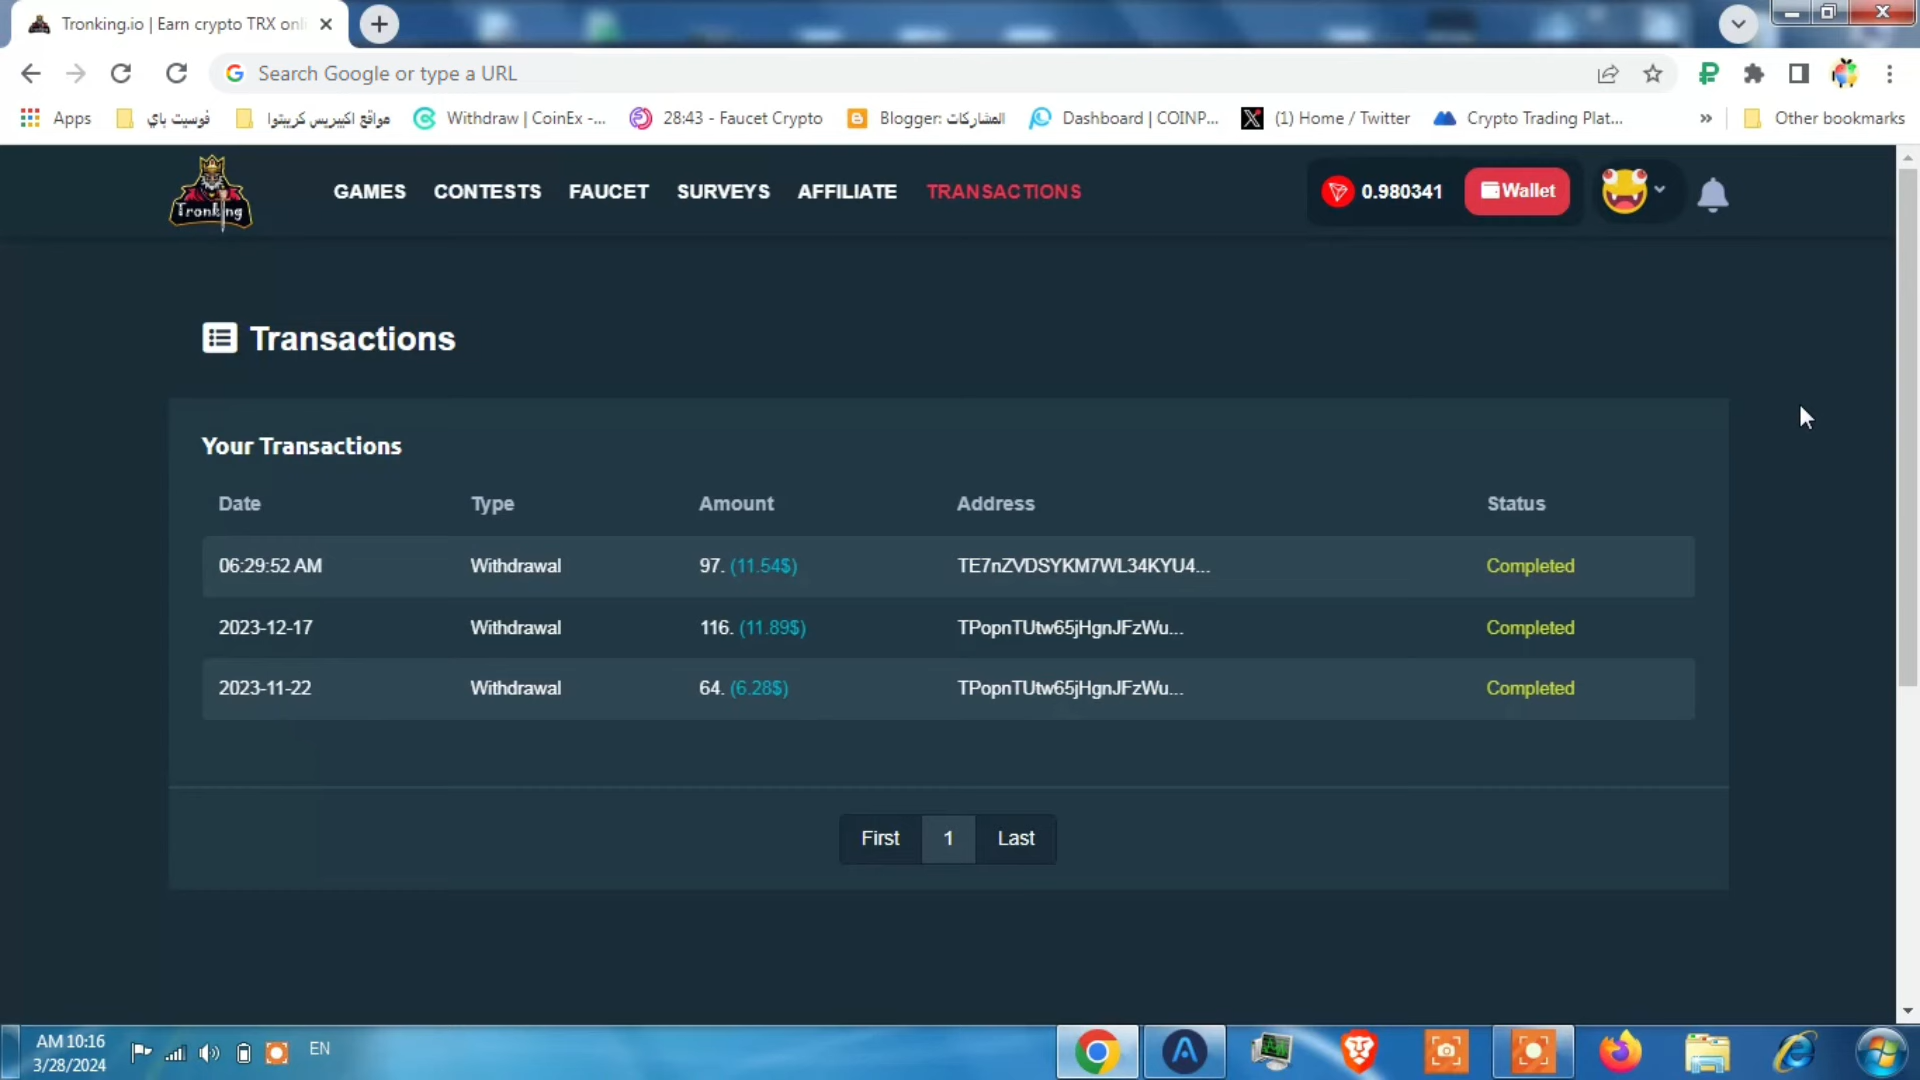 Tronking.io | Earn crypto TRX onli
Search Google or type a URL
Apps
فوسيت باي
مواقع اكسبريس كريبتوا
Withdraw | CoinEx -...
28:43 - Faucet Crypto
Blogger: المشاركات
Dashboard | COINP...
(1) Home / Twitter
Crypto Trading Plat...
»
Other bookmarks
Tronking
GAMES
CONTESTS
FAUCET
SURVEYS
AFFILIATE
TRANSACTIONS
0.980341
Wallet
Transactions
Your Transactions
Date Type Amount Address Status
06:29:52 AM Withdrawal 97. (11.54$) TE7nZVDSYKM7WL34KYU4... Completed
2023-12-17 Withdrawal 116. (11.89$) TPopnTUtw65jHgnJFzWu... Completed
2023-11-22 Withdrawal 64. (6.28$) TPopnTUtw65jHgnJFzWu... Completed
First 1 Last
AM 10:16
3/28/2024
EN